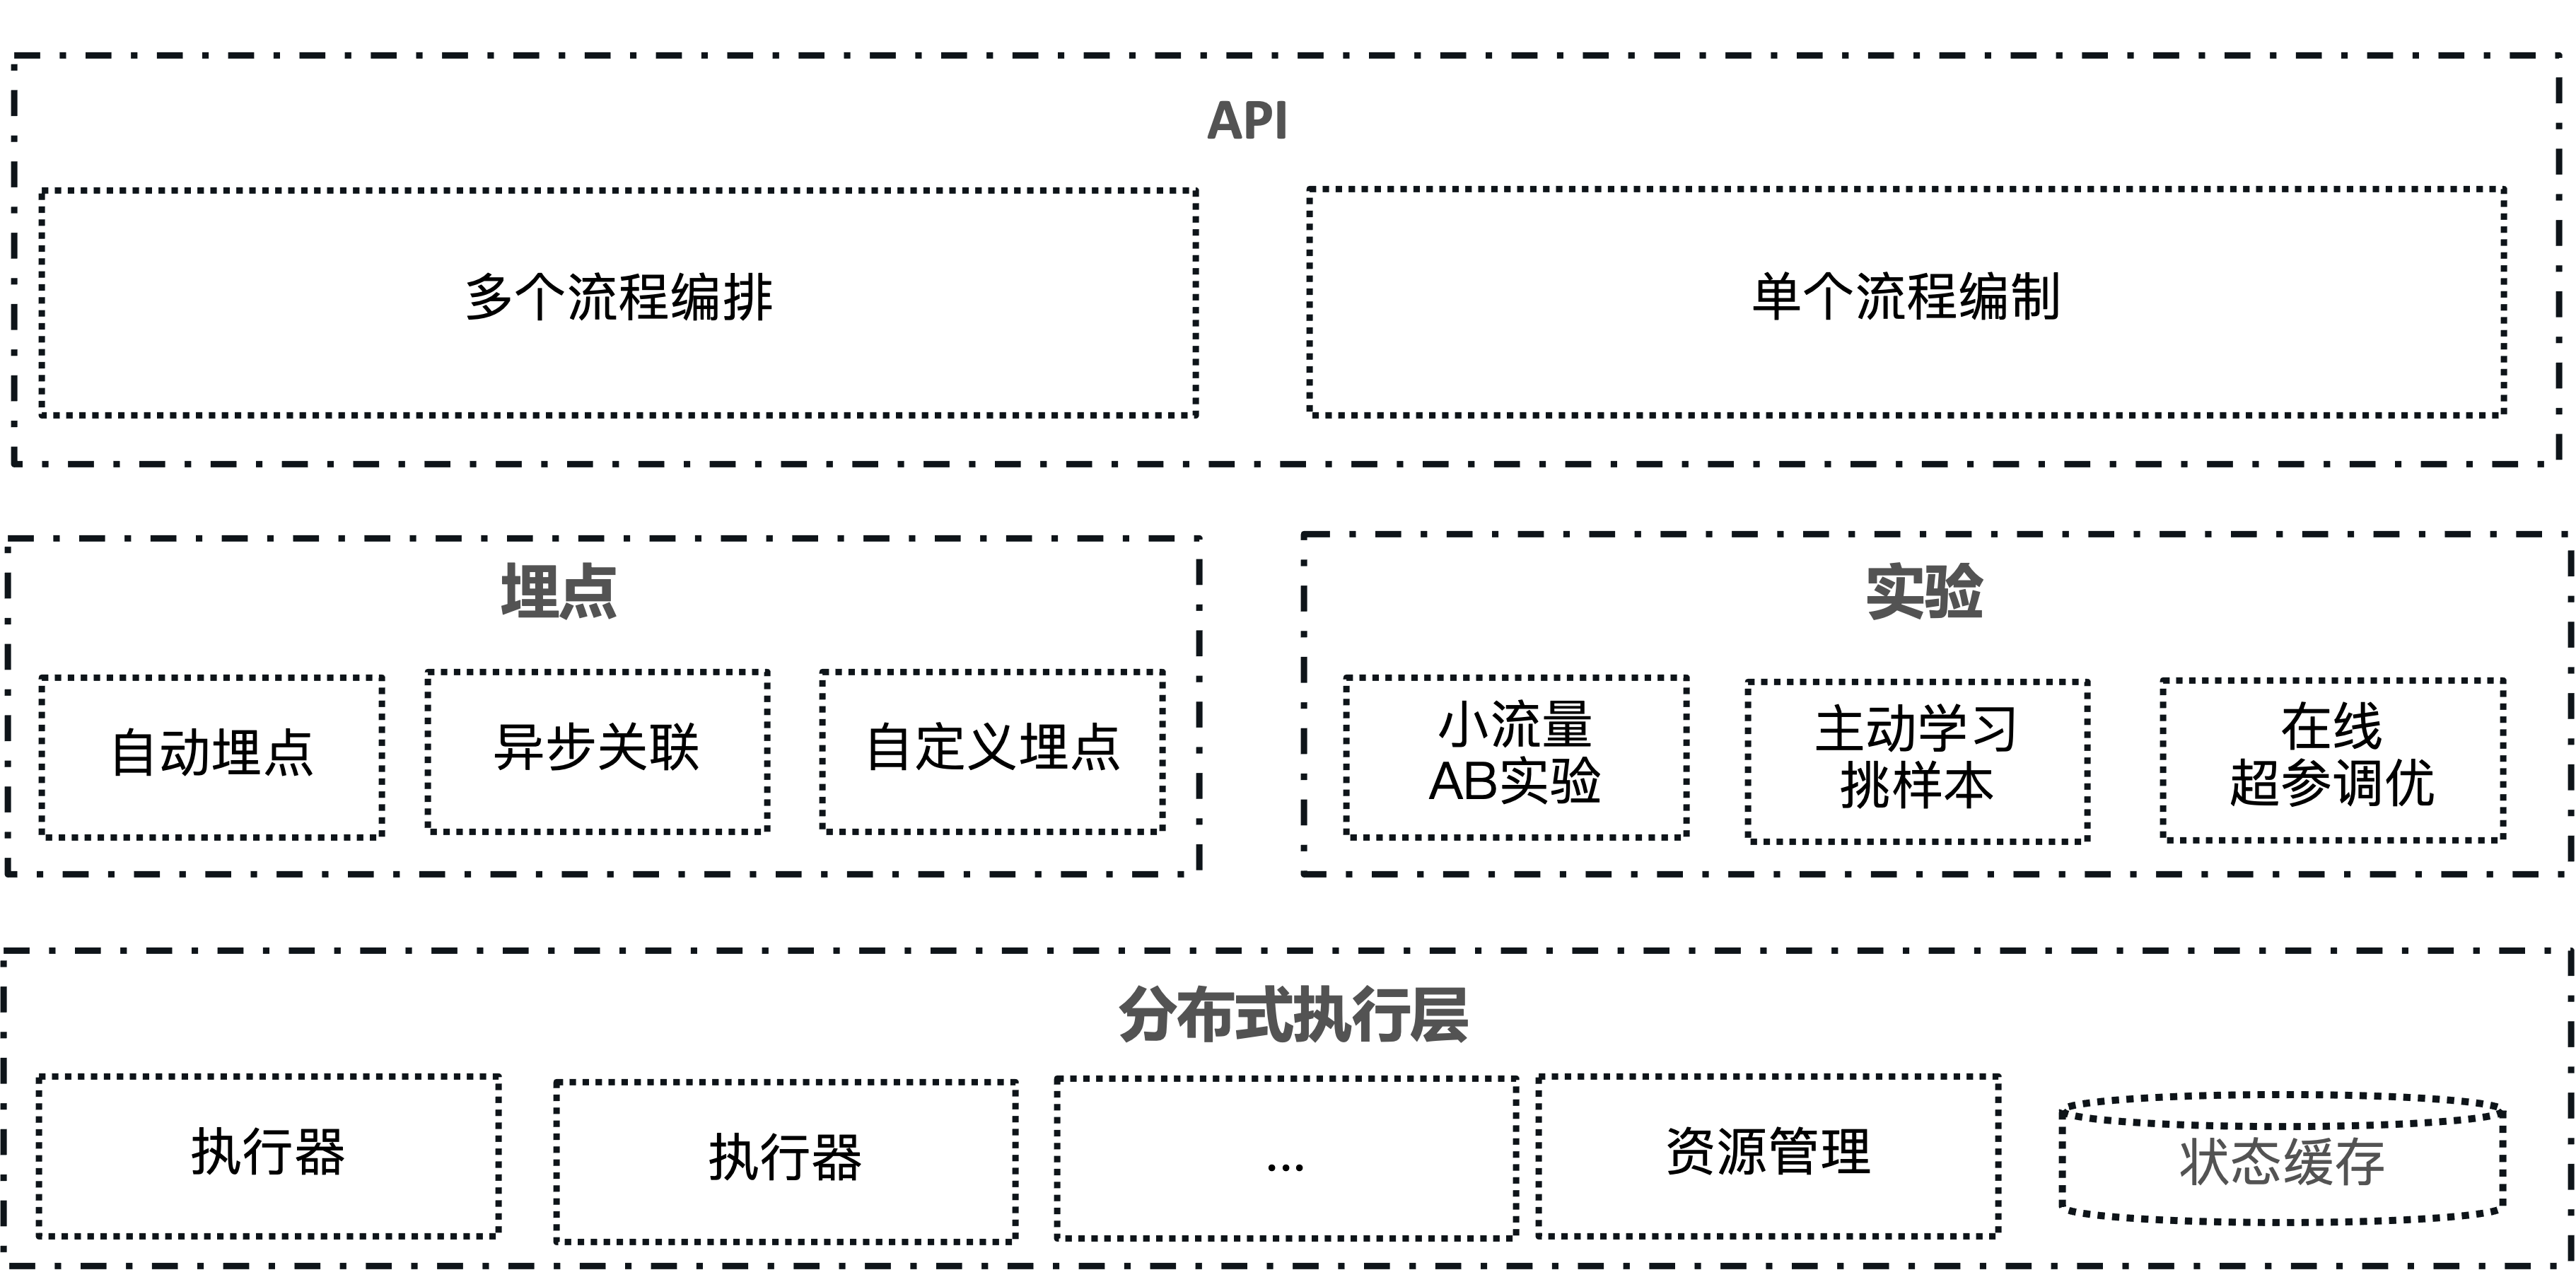 API
多个流程编排
单个流程编制
埋点
实验
自动埋点
异步关联
自定义埋点
小流量
AB实验
主动学习
挑样本
在线
超参调优
分布式执行层
执行器
执行器
...
资源管理
状态缓存